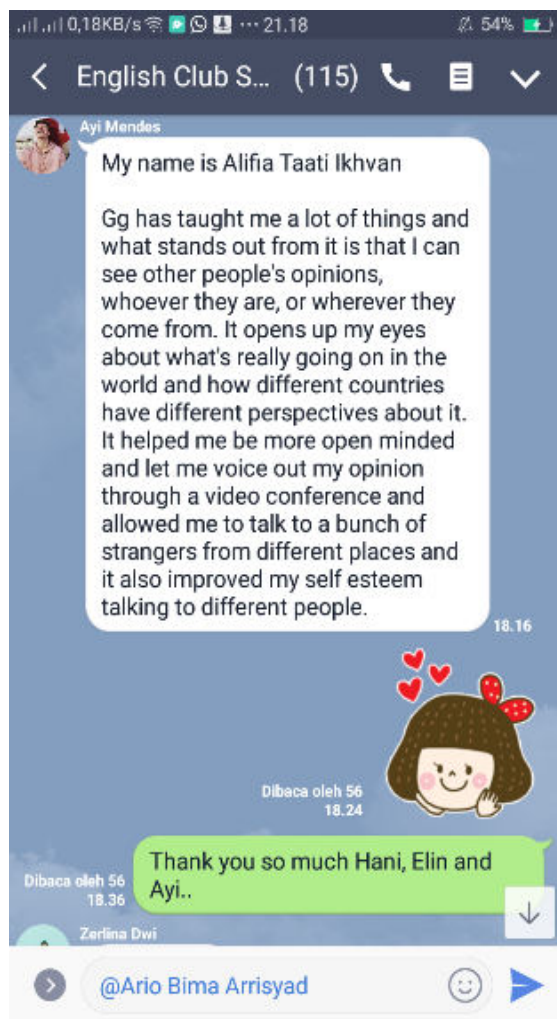 0,18KB/s ... 21.18 54%
English Club S... (115)
Ayi Mendes
My name is Alifia Taati Ikhvan
Gg has taught me a lot of things and
what stands out from it is that I can
see other people's opinions,
whoever they are, or wherever they
come from. It opens up my eyes
about what's really going on in the
world and how different countries
have different perspectives about it.
It helped me be more open minded
and let me voice out my opinion
through a video conference and
allowed me to talk to a bunch of
strangers from different places and
it also improved my self esteem
talking to different people.
18.16
Dibaca oleh 56
18.24
Thank you so much Hani, Elin and
Ayi..
Dibaca oleh 56
18.36
Zerlina Dwi
@Ario Bima Arrisyad